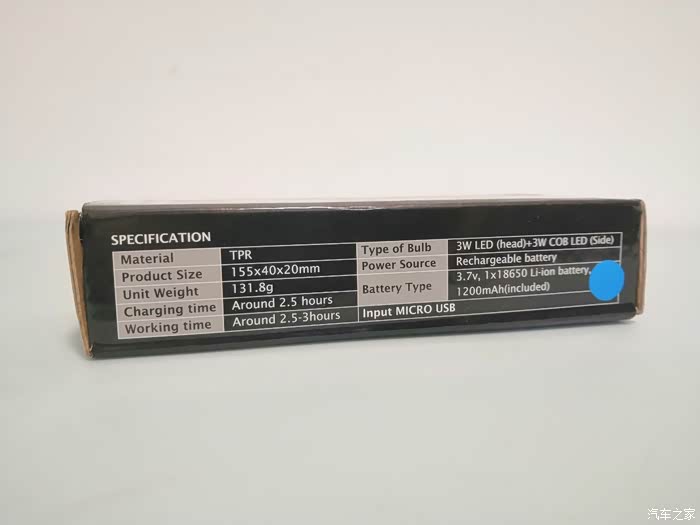 SPECIFICATION
Material TPR
Product Size 155x40x20mm
Unit Weight 131.8g
Charging time Around 2.5 hours
Working time Around 2.5-3hours
Type of Bulb 3W LED (head)+3W COB LED (Side)
Power Source Rechargeable battery
Battery Type 3.7v, 1x18650 Li-ion battery,
1200mAh(included)
Input MICRO USB
汽车之家